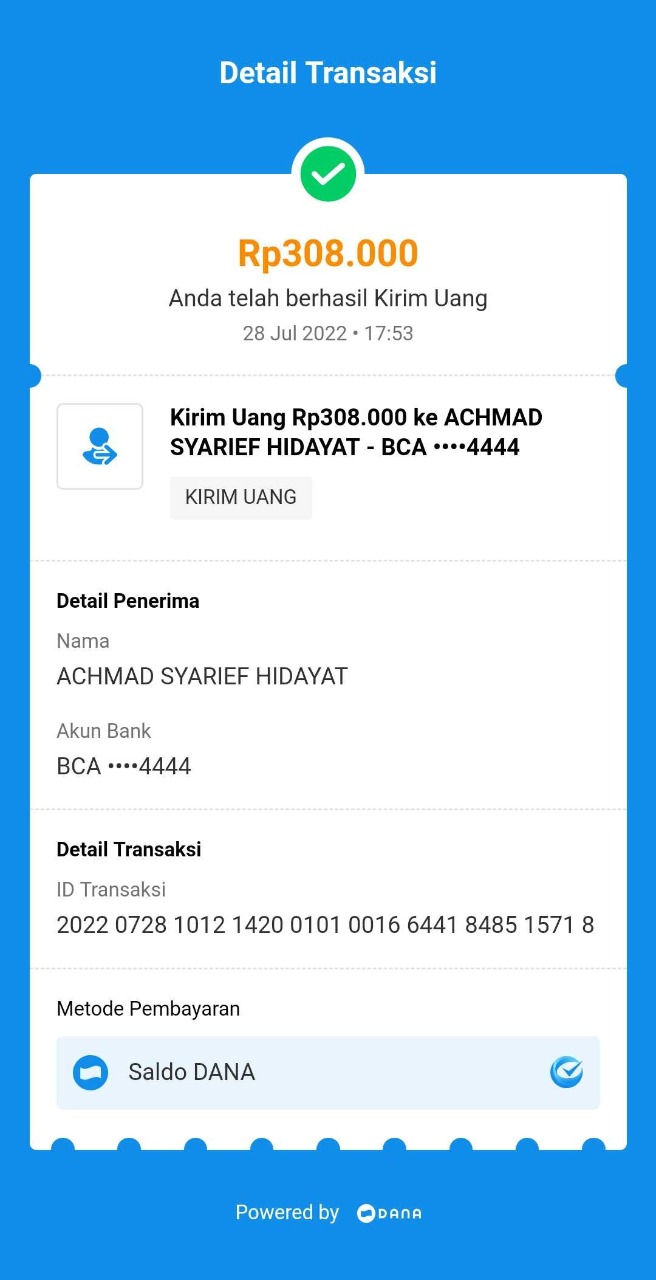 Detail Transaksi
Rp308.000
Anda telah berhasil Kirim Uang
28 Jul 2022 • 17:53
Kirim Uang Rp308.000 ke ACHMAD
SYARIEF HIDAYAT - BCA ••••4444
KIRIM UANG
Detail Penerima
Nama
ACHMAD SYARIEF HIDAYAT
Akun Bank
BCA ••••4444
Detail Transaksi
ID Transaksi
2022 0728 1012 1420 0101 0016 6441 8485 1571 8
Metode Pembayaran
Saldo DANA
Powered by DANA